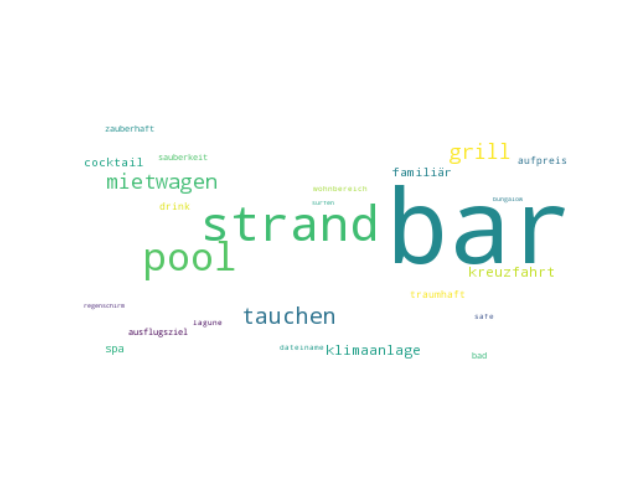 zauberhaft
sauberkeit
cocktail
grill
aufpreis
familiär
mietwagen
wohnbereich
bungalow
surfen
drink
strand
bar
pool
kreuzfahrt
traumhaft
regenschirm
tauchen
safe
lagune
ausflugsziel
spa
dateiname
klimaanlage
bad